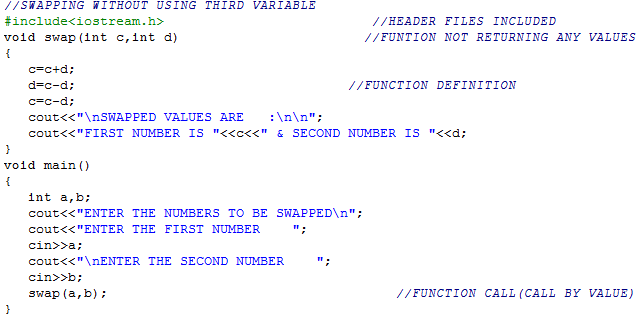 //SWAPPING WITHOUT USING THIRD VARIABLE
#include<iostream.h> //HEADER FILES INCLUDED
void swap(int c,int d) //FUNTION NOT RETURNING ANY VALUES
{
c=c+d;
d=c-d; //FUNCTION DEFINITION
c=c-d;
cout<<"\nSWAPPED VALUES ARE :\n\n";
cout<<"FIRST NUMBER IS "<<c<<" & SECOND NUMBER IS "<<d;
}
void main()
{
int a,b;
cout<<"ENTER THE NUMBERS TO BE SWAPPED\n";
cout<<"ENTER THE FIRST NUMBER ";
cin>>a;
cout<<"\nENTER THE SECOND NUMBER ";
cin>>b;
swap(a,b); //FUNCTION CALL(CALL BY VALUE)
}